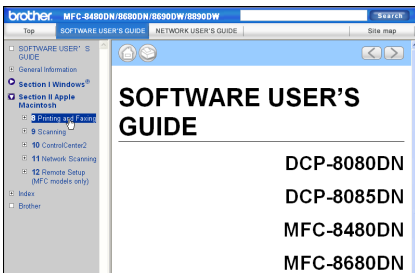 brother MFC-8480DN/8680DN/8690DW/8890DW
Search
Top SOFTWARE USER'S GUIDE NETWORK USER'S GUIDE Site map
SOFTWARE USER' S
GUIDE
General Information
Section I Windows®
Section II Apple
Macintosh
8 Printing and Faxing
9 Scanning
10 ControlCenter2
11 Network Scanning
12 Remote Setup
(MFC models only)
Index
Brother
SOFTWARE USER'S
GUIDE
DCP-8080DN
DCP-8085DN
MFC-8480DN
MFC-8680DN